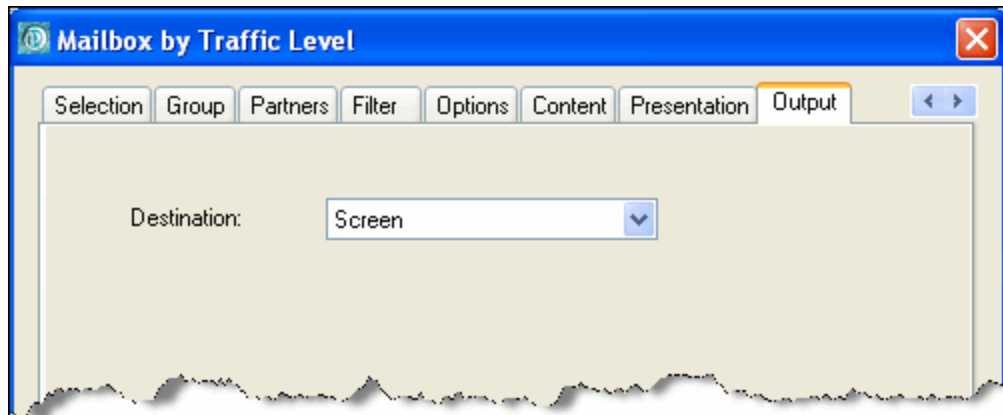 Mailbox by Traffic Level
Selection Group Partners Filter Options Content Presentation Output
Destination: Screen